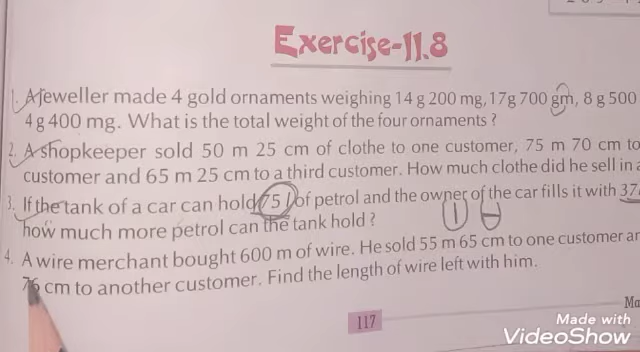 Exercise-11.8
1. A jeweller made 4 gold ornaments weighing 14 g 200 mg, 17g 700 gm, 8 g 500
4 g 400 mg. What is the total weight of the four ornaments ?
2. A shopkeeper sold 50 m 25 cm of clothe to one customer, 75 m 70 cm to
customer and 65 m 25 cm to a third customer. How much clothe did he sell in
3. If the tank of a car can hold 75 l of petrol and the owner of the car fills it with 37
how much more petrol can the tank hold ?
4. A wire merchant bought 600 m of wire. He sold 55 m 65 cm to one customer
76 cm to another customer. Find the length of wire left with him.
117
Made with
VideoShow